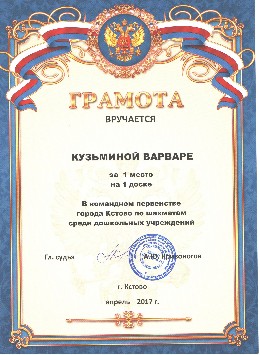 ГРАМОТА
ВРУЧАЕТСЯ
КУЗЬМИНОЙ ВАРВАРЕ
за 1 место
на 1 доске
В командном первенстве
города Кстово по шахматам
среди дошкольных учреждений
Гл. судья
г. Кстово
апрель 2017 г.